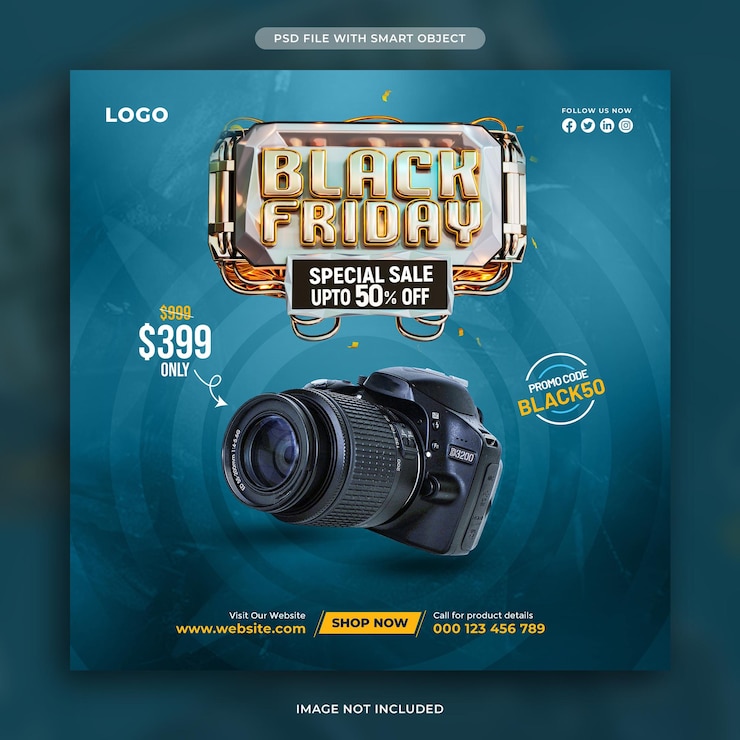 PSD FILE WITH SMART OBJECT
LOGO
FOLLOW US NOW
BLACK
FRIDAY
SPECIAL SALE
UPTO 50% OFF
$999
$399
ONLY
PROMO CODE
BLACK50
D3200
Visit Our Website
www.website.com
SHOP NOW
Call for product details
000 123 456 789
IMAGE NOT INCLUDED